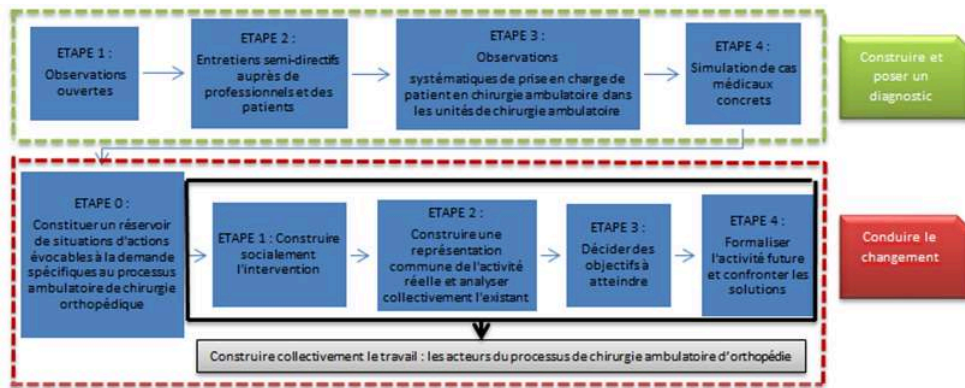 ETAPE 1 :
Observations
ouvertes
ETAPE 2 :
Entretiens semi-directifs
auprès de
professionnels et des
patients
ETAPE 3 :
Observations
systématiques de prise en charge de
patient en chirurgie ambulatoire dans
les unités de chirurgie ambulatoire
ETAPE 4 :
Simulation de cas
médicaux
concrets
Construire et
poser un
diagnostic
ETAPE 0 :
Constituer un réservoir
de situations d'actions
évocables à la demande
spécifiques au processus
ambulatoire de chirurgie
orthopédique
ETAPE 1 : Construire
socialement
l'intervention
ETAPE 2 :
Construire une
représentation
commune de l'activité
réelle et analyser
collectivement l'existant
ETAPE 3 :
Décider des
objectifs à
atteindre
ETAPE 4 :
Formaliser
l'activité future
et confronter les
solutions
Conduire le
changement
Construire collectivement le travail : les acteurs du processus de chirurgie ambulatoire d'orthopédie